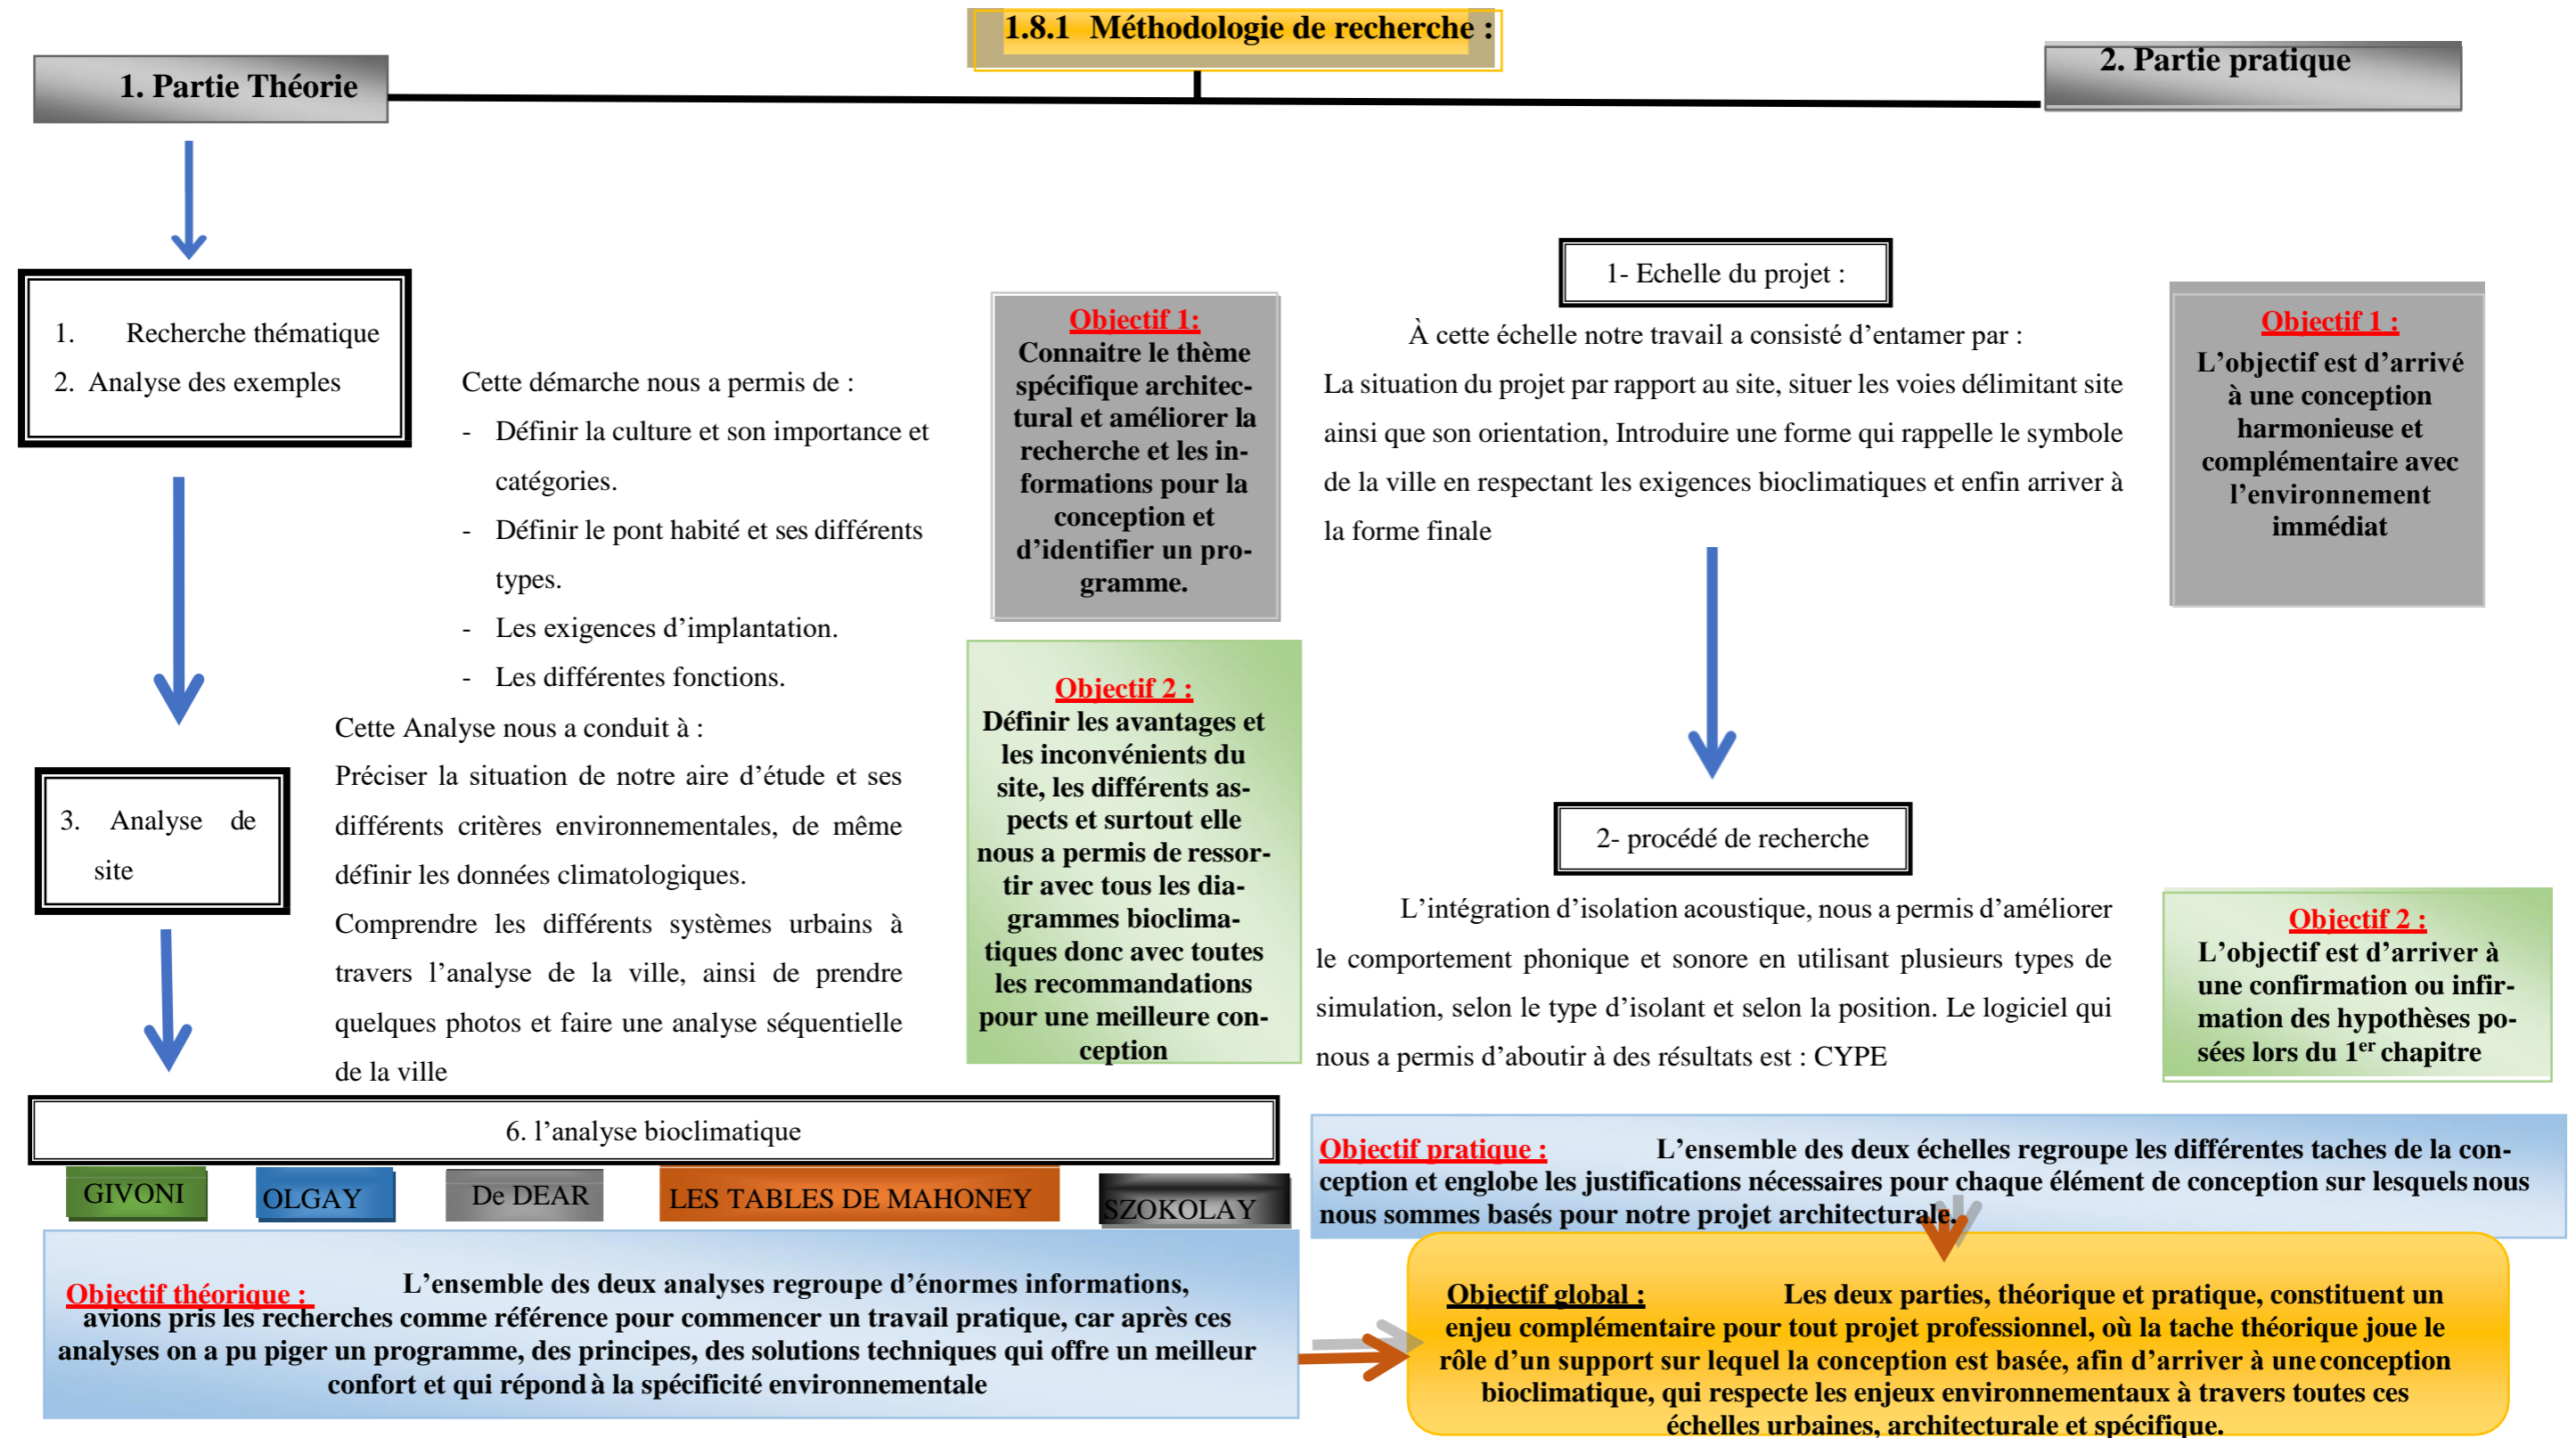 1.8.1 Méthodologie de recherche :
1. Partie Théorie
2. Partie pratique
1. Recherche thématique
2. Analyse des exemples
Cette démarche nous a permis de :
- Définir la culture et son importance et
catégories.
- Définir le pont habité et ses différents
types.
- Les exigences d’implantation.
- Les différentes fonctions.
Objectif 1:
Connaitre le thème
spécifique architec-
tural et améliorer la
recherche et les in-
formations pour la
conception et
d’identifier un pro-
gramme.
3. Analyse de
site
Cette Analyse nous a conduit à :
Préciser la situation de notre aire d’étude et ses
différents critères environnementales, de même
définir les données climatologiques.
Comprendre les différents systèmes urbains à
travers l’analyse de la ville, ainsi de prendre
quelques photos et faire une analyse séquentielle
de la ville
Objectif 2 :
Définir les avantages et
les inconvénients du
site, les différents as-
pects et surtout elle
nous a permis de ressor-
tir avec tous les dia-
grammes bioclima-
tiques donc avec toutes
les recommandations
pour une meilleure con-
ception
6. l’analyse bioclimatique
GIVONI
OLGAY
De DEAR
LES TABLES DE MAHONEY
SZOKOLAY
Objectif théorique : L’ensemble des deux analyses regroupe d’énormes informations,
avions pris les recherches comme référence pour commencer un travail pratique, car après ces
analyses on a pu piger un programme, des principes, des solutions techniques qui offre un meilleur
confort et qui répond à la spécificité environnementale
1- Echelle du projet :
À cette échelle notre travail a consisté d’entamer par :
La situation du projet par rapport au site, situer les voies délimitant site
ainsi que son orientation, Introduire une forme qui rappelle le symbole
de la ville en respectant les exigences bioclimatiques et enfin arriver à
la forme finale
Objectif 1 :
L’objectif est d’arrivé
à une conception
harmonieuse et
complémentaire avec
l’environnement
immédiat
2- procédé de recherche
L’intégration d’isolation acoustique, nous a permis d’améliorer
le comportement phonique et sonore en utilisant plusieurs types de
simulation, selon le type d’isolant et selon la position. Le logiciel qui
nous a permis d’aboutir à des résultats est : CYPE
Objectif 2 :
L’objectif est d’arriver à
une confirmation ou infir-
mation des hypothèses po-
sées lors du 1er chapitre
Objectif pratique : L’ensemble des deux échelles regroupe les différentes taches de la con-
ception et englobe les justifications nécessaires pour chaque élément de conception sur lesquels nous
nous sommes basés pour notre projet architecturale.
Objectif global : Les deux parties, théorique et pratique, constituent un
enjeu complémentaire pour tout projet professionnel, où la tache théorique joue le
rôle d’un support sur lequel la conception est basée, afin d’arriver à une conception
bioclimatique, qui respecte les enjeux environnementaux à travers toutes ces
échelles urbaines, architecturale et spécifique.